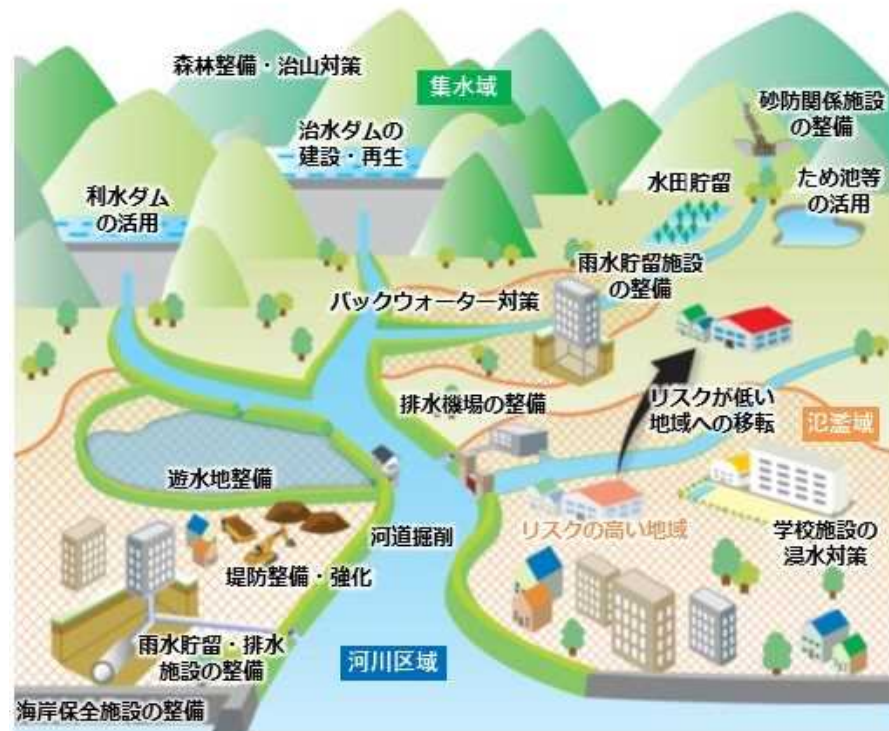 森林整備・治山対策
集水域
砂防関係施設
の整備
治水ダムの
建設・再生
水田貯留
ため池等
の活用
利水ダム
の活用
雨水貯留施設
の整備
バックウォーター対策
排水機場の整備
リスクが低い
地域への移転
氾濫域
遊水地整備
リスクの高い地域
学校施設の
浸水対策
河道掘削
堤防整備・強化
雨水貯留・排水
施設の整備
河川区域
海岸保全施設の整備